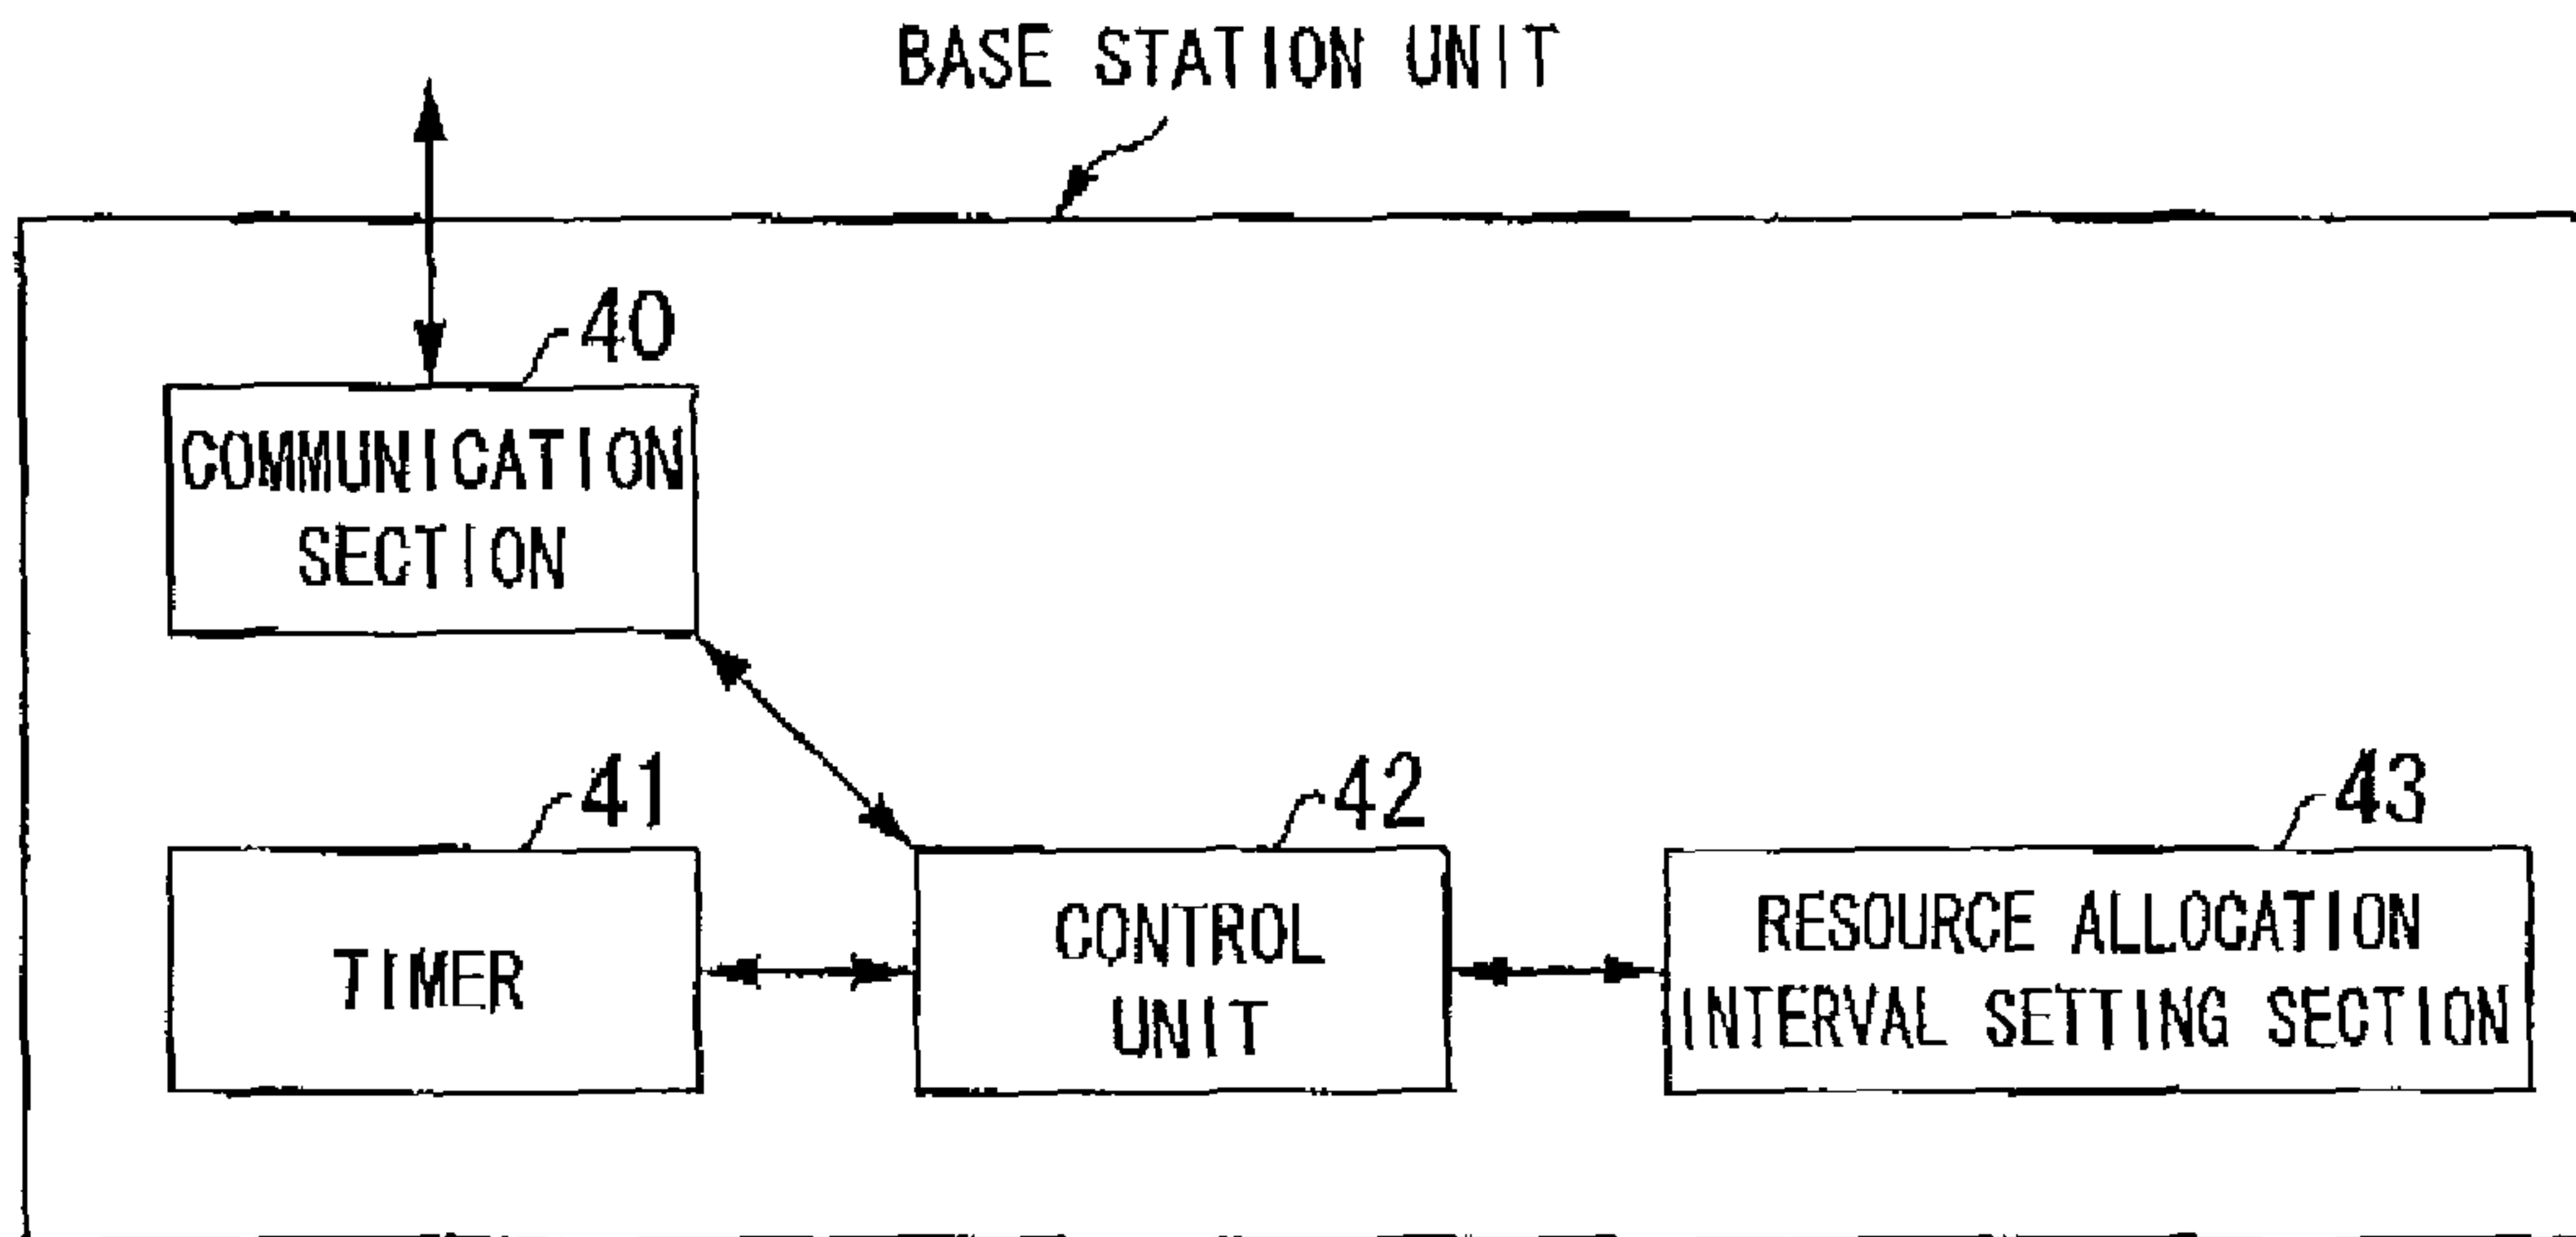 BASE STATION UNIT
40
COMMUNICATION
SECTION
41
TIMER
42
CONTROL
UNIT
43
RESOURCE ALLOCATION
INTERVAL SETTING SECTION